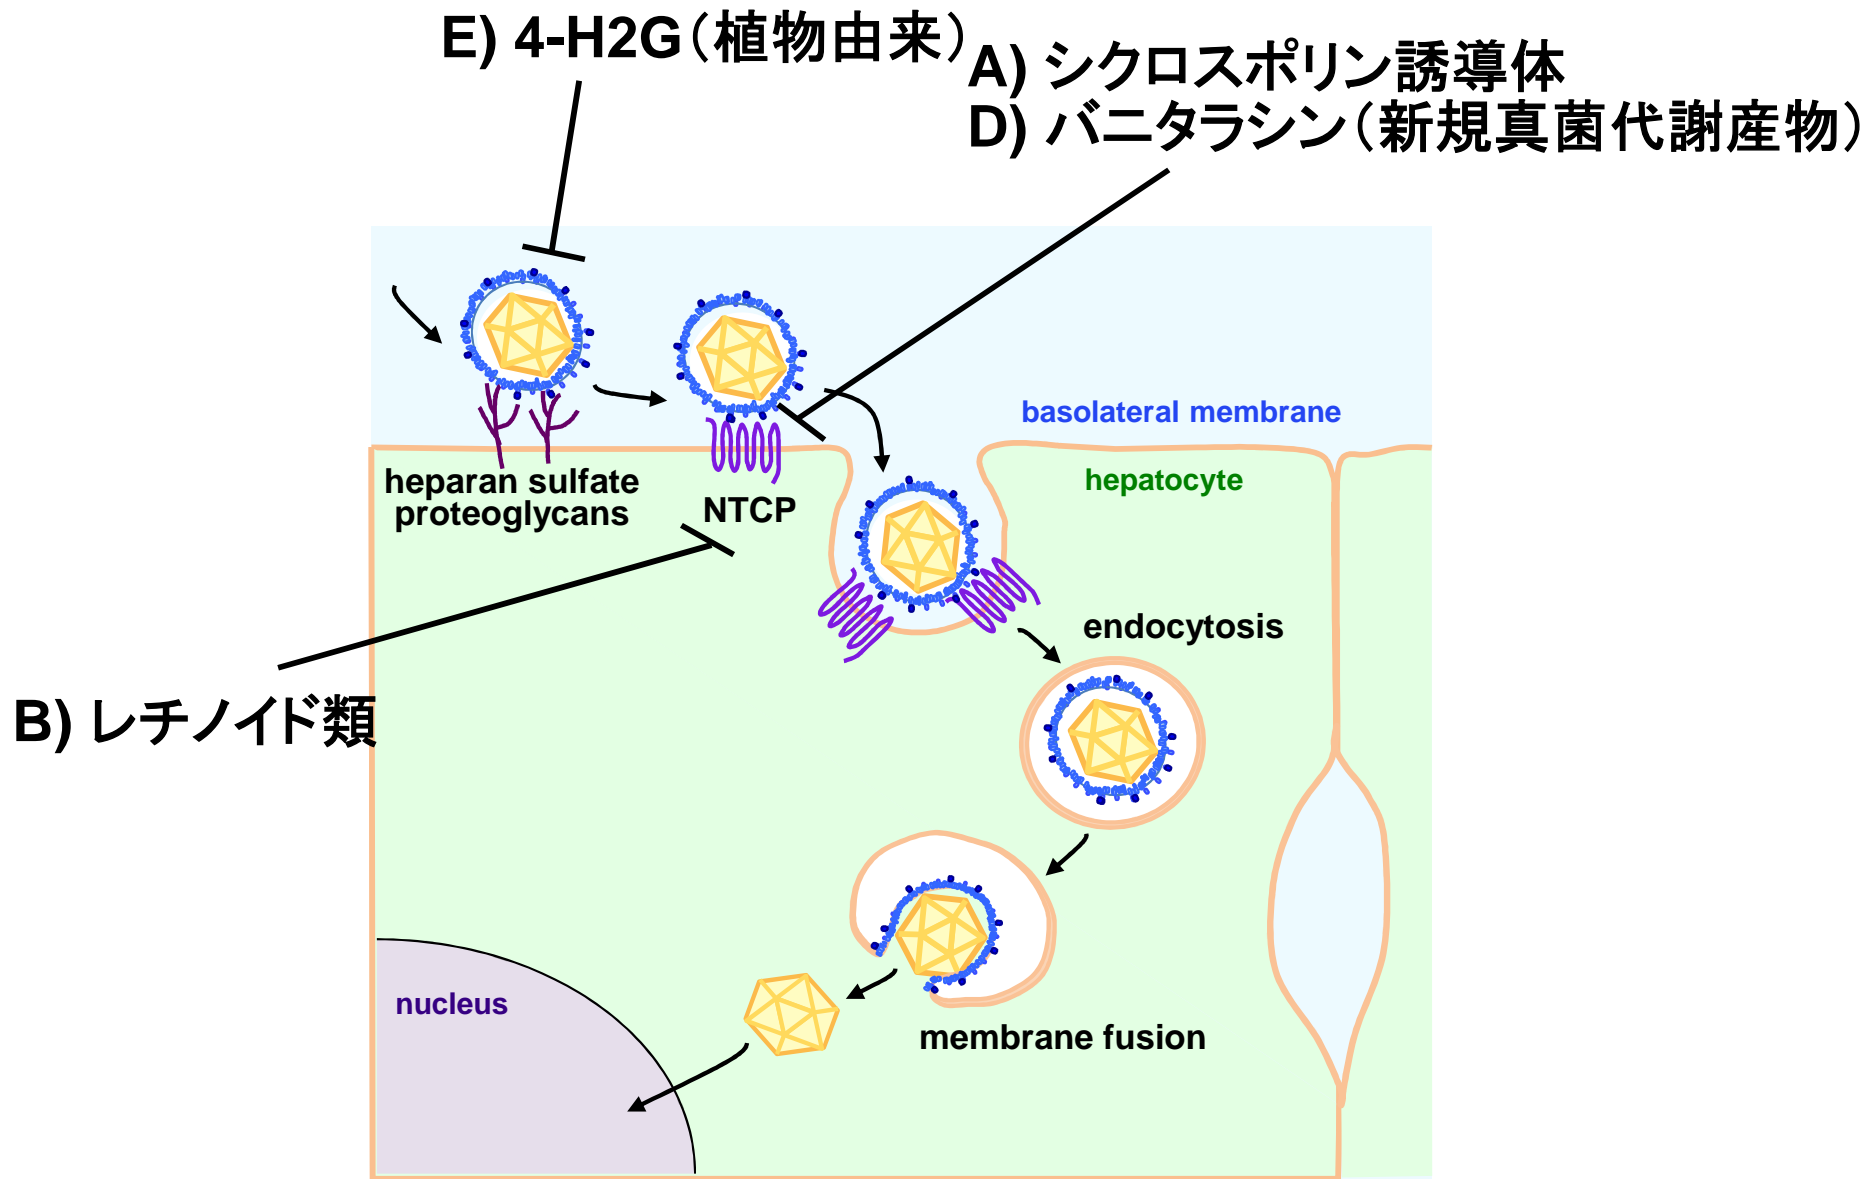 E) 4-H2G（植物由来）
A) シクロスポリン誘導体
D) バニタラシン（新規真菌代謝産物）
basolateral membrane
heparan sulfate
proteoglycans
NTCP
hepatocyte
endocytosis
B) レチノイド類
nucleus
membrane fusion